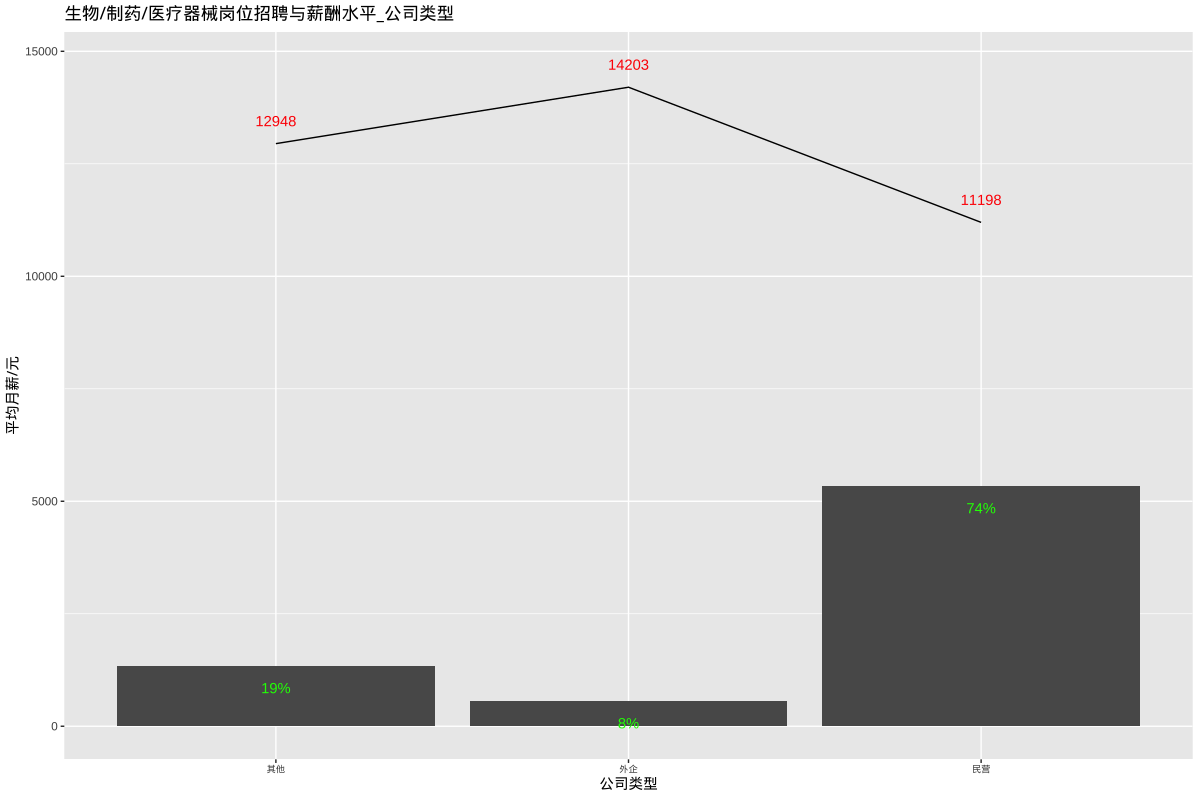 生物/制药/医疗器械岗位招聘与薪酬水平_公司类型
15000
14203
12948
11198
10000
平均月薪/元
5000
74%
19%
8%
0
其他
外企
民营
公司类型